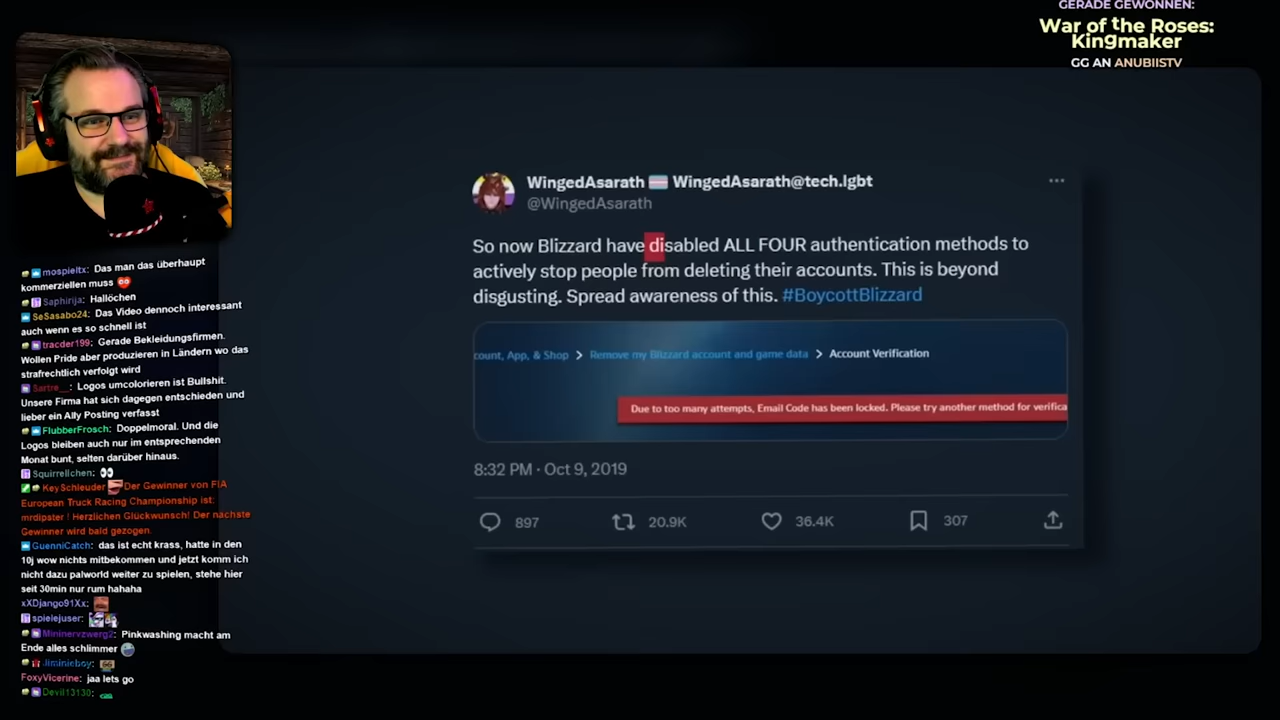 GERADE GEWONNEN:
War of the Roses:
Kingmaker
GG AN ANUBIISTV
WingedAsarath WingedAsarath@tech.lgbt
@WingedAsarath
So now Blizzard have disabled ALL FOUR authentication methods to
actively stop people from deleting their accounts. This is beyond
disgusting. Spread awareness of this. #BoycottBlizzard
count, App, & Shop > Remove my Blizzard account and game data > Account Verification
Due to too many attempts, Email Code has been locked. Please try another method for verifica
8:32 PM · Oct 9, 2019
897 20.9K 36.4K 307
mospieltx: Das man das überhaupt
kommerziellen muss
Saphirija: Hallöchen
SeSasabo24: Das Video dennoch interessant
auch wenn es so schnell ist
tracder199: Gerade Bekleidungsfirmen.
Wollen Pride aber produzieren in Ländern wo das
strafrechtlich verfolgt wird
Sartre__: Logos umcolorieren ist Bullshit.
Unsere Firma hat sich dagegen entschieden und
lieber ein Ally Posting verfasst
FlubberFrosch: Doppelmoral. Und die
Logos bleiben auch nur im entsprechenden
Monat bunt, selten darüber hinaus.
Squirrellchen:
KeySchleuder Der Gewinner von FIA
European Truck Racing Championship ist:
mrdipster ! Herzlichen Glückwunsch! Der nächste
Gewinner wird bald gezogen.
GuenniCatch: das ist echt krass, hatte in den
10j wow nichts mitbekommen und jetzt komm ich
nicht dazu palworld weiter zu spielen, stehe hier
seit 30min nur rum hahaha
xXDjango91Xx:
spielejuser:
Mininervzwerg2: Pinkwashing macht am
Ende alles schlimmer
Jiminieboy:
FoxyVicerine: jaa lets go
Devil13130: